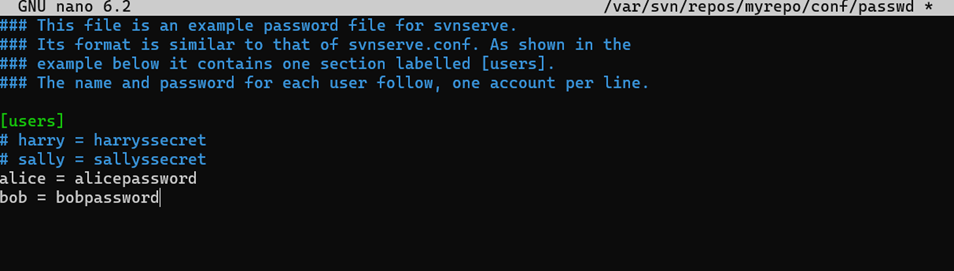 GNU nano 6.2 /var/svn/repos/myrepo/conf/passwd *
### This file is an example password file for svnserve.
### Its format is similar to that of svnserve.conf. As shown in the
### example below it contains one section labelled [users].
### The name and password for each user follow, one account per line.
[users]
# harry = harryssecret
# sally = sallyssecret
alice = alicepassword
bob = bobpassword